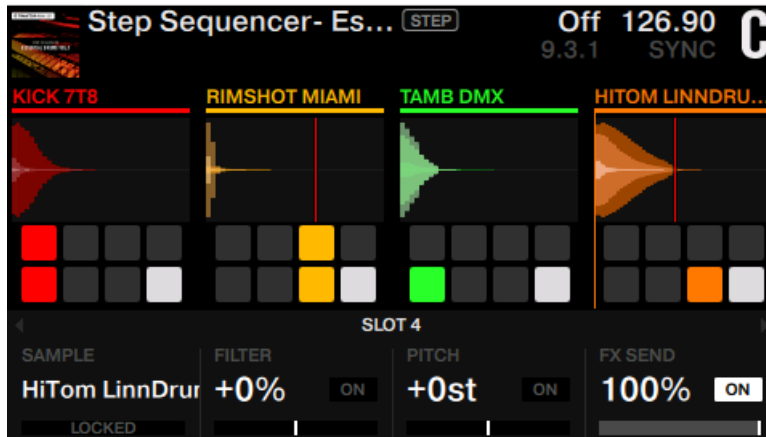 Step Sequencer- Es... STEP Off 126.90 C
9.3.1 SYNC
KICK 7T8 RIMSHOT MIAMI TAMB DMX HITOM LINNDRU...
SLOT 4
SAMPLE FILTER PITCH FX SEND
HiTom LinnDrur +0% ON +0st ON 100% ON
LOCKED